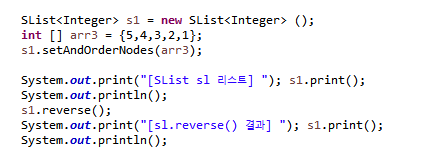 SList<Integer> s1 = new SList<Integer> ();
int [] arr3 = {5,4,3,2,1};
s1.setAndOrderNodes(arr3);
System.out.print("[SList sl 리스트] "); s1.print();
System.out.println();
s1.reverse();
System.out.print("[sl.reverse() 결과] "); s1.print();
System.out.println();